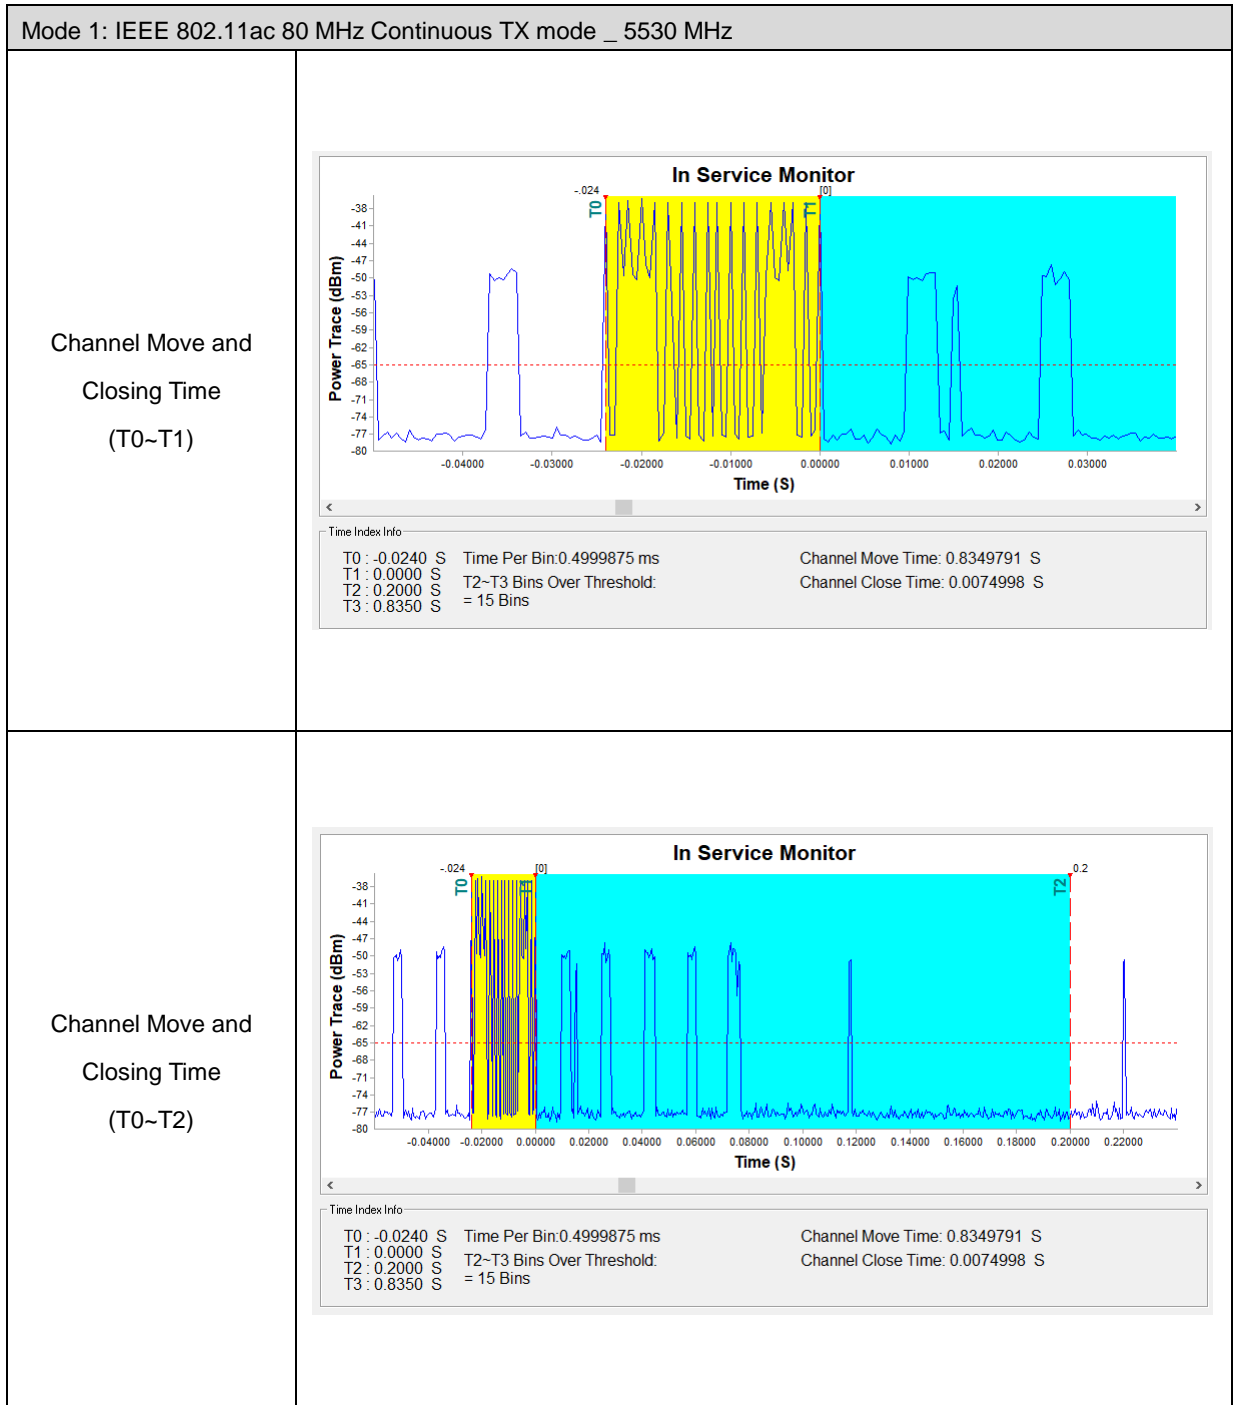 Mode 1: IEEE 802.11ac 80 MHz Continuous TX mode _ 5530 MHz
Channel Move and
Closing Time
(T0~T1)
In Service Monitor
-.024
[0]
T0
T1
Power Trace (dBm)
-38
-41
-44
-47
-50
-53
-56
-59
-62
-65
-68
-71
-74
-77
-80
-0.04000 -0.03000 -0.02000 -0.01000 0.00000 0.01000 0.02000 0.03000
Time (S)
Time Index Info
T0 : -0.0240 S
T1 : 0.0000 S
T2 : 0.2000 S
T3 : 0.8350 S
Time Per Bin:0.4999875 ms
T2~T3 Bins Over Threshold:
= 15 Bins
Channel Move Time: 0.8349791 S
Channel Close Time: 0.0074998 S
Channel Move and
Closing Time
(T0~T2)
In Service Monitor
-.024
[0]
0.2
T0
T1
T2
Power Trace (dBm)
-38
-41
-44
-47
-50
-53
-56
-59
-62
-65
-68
-71
-74
-77
-80
-0.04000 -0.02000 0.00000 0.02000 0.04000 0.06000 0.08000 0.10000 0.12000 0.14000 0.16000 0.18000 0.20000 0.22000
Time (S)
Time Index Info
T0 : -0.0240 S
T1 : 0.0000 S
T2 : 0.2000 S
T3 : 0.8350 S
Time Per Bin:0.4999875 ms
T2~T3 Bins Over Threshold:
= 15 Bins
Channel Move Time: 0.8349791 S
Channel Close Time: 0.0074998 S